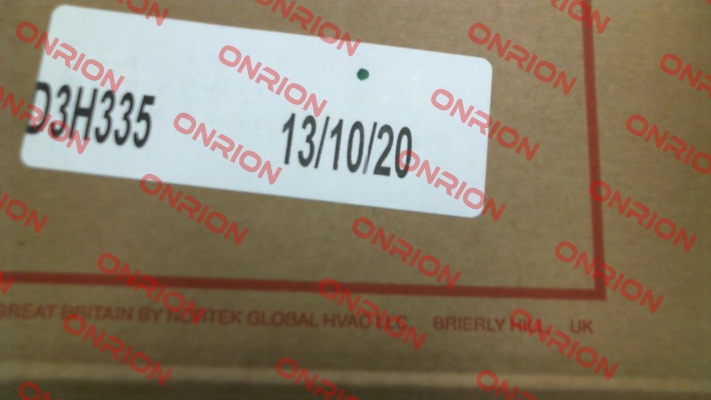 D3H335 13/10/20
GREAT BRITAIN BY NORTEK GLOBAL HVAC LLC BRIERLY HILL UK
ONRION